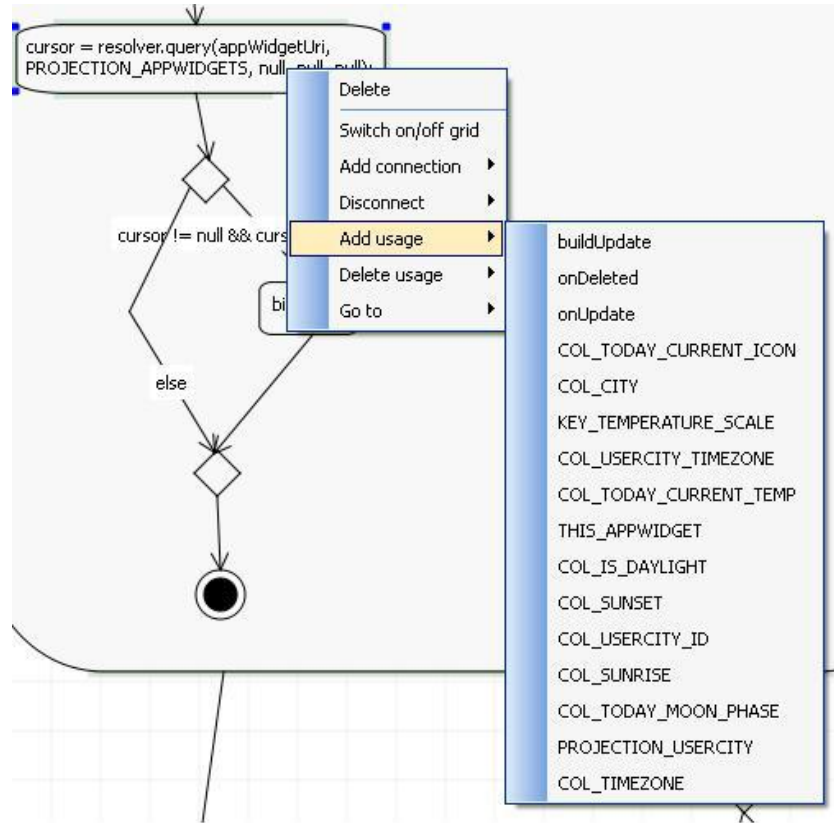 cursor = resolver.query(appWidgetUri,
PROJECTION_APPWIDGETS, null, null, null);
Delete
Switch on/off grid
Add connection
Disconnect
cursor != null && curs
Add usage
Delete usage
bi
Go to
else
buildUpdate
onDeleted
onUpdate
COL_TODAY_CURRENT_ICON
COL_CITY
KEY_TEMPERATURE_SCALE
COL_USERCITY_TIMEZONE
COL_TODAY_CURRENT_TEMP
THIS_APPWIDGET
COL_IS_DAYLIGHT
COL_SUNSET
COL_USERCITY_ID
COL_SUNRISE
COL_TODAY_MOON_PHASE
PROJECTION_USERCITY
COL_TIMEZONE